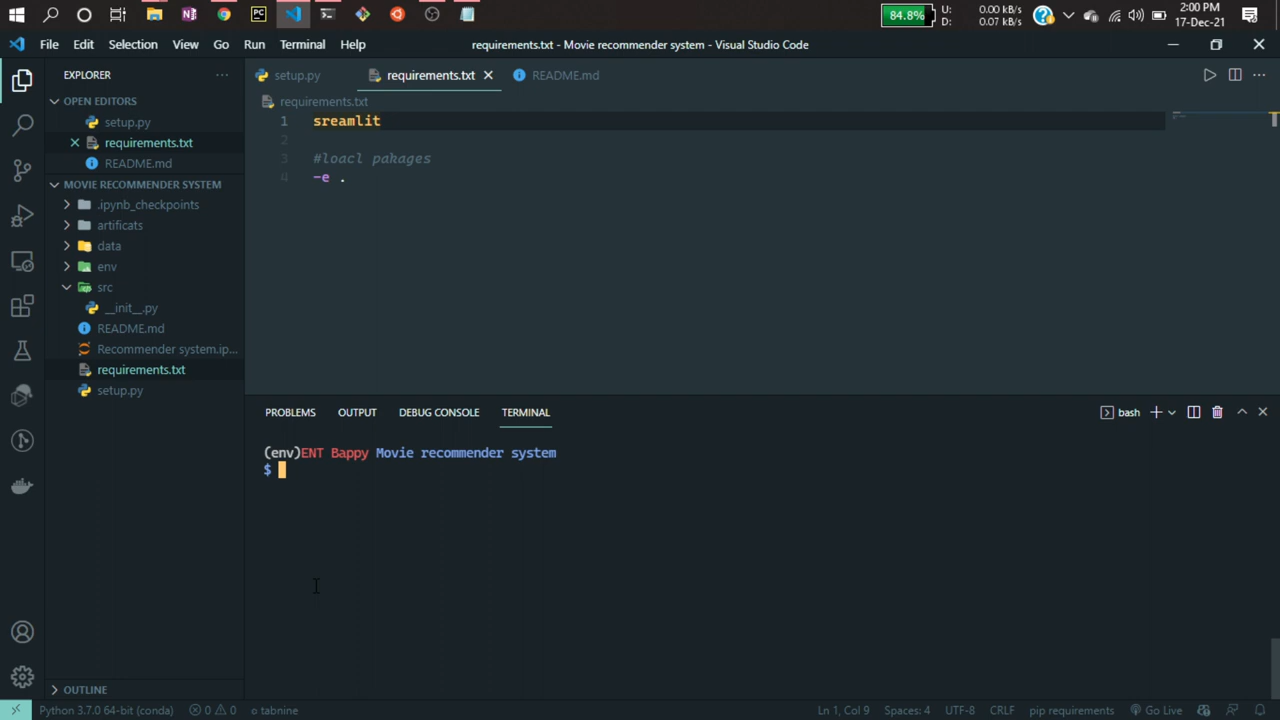 84.8%
U: 0.00 kB/s
D: 0.07 kB/s
2:00 PM
17-Dec-21
File Edit Selection View Go Run Terminal Help
requirements.txt - Movie recommender system - Visual Studio Code
EXPLORER
OPEN EDITORS
setup.py
requirements.txt
README.md
MOVIE RECOMMENDER SYSTEM
.ipynb_checkpoints
artificats
data
env
src
__init__.py
README.md
Recommender system.ip...
requirements.txt
setup.py
OUTLINE
setup.py requirements.txt README.md
requirements.txt
1 sreamlit
2
3 #loacl pakages
4 -e .
PROBLEMS OUTPUT DEBUG CONSOLE TERMINAL
bash
(env)ENT Bappy Movie recommender system
$
Python 3.7.0 64-bit (conda) 0 0 tabnine
Ln 1, Col 9 Spaces: 4 UTF-8 CRLF pip requirements Go Live